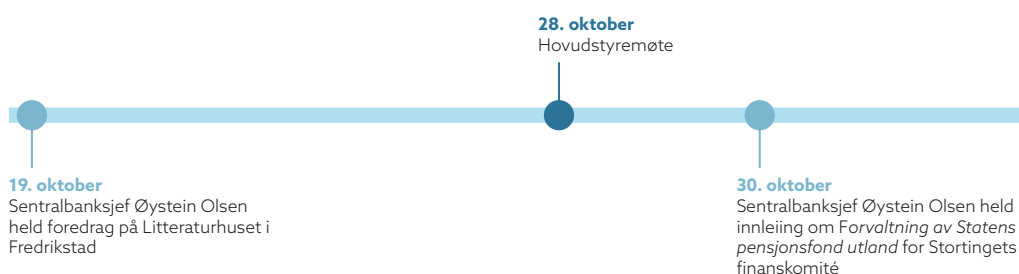 28. oktober
Hovudstyremøte
19. oktober
Sentralbanksjef Øystein Olsen
held foredrag på Litteraturhuset i
Fredrikstad
30. oktober
Sentralbanksjef Øystein Olsen held
innleiing om Forvaltning av Statens
pensjonsfond utland for Stortingets
finanskomité